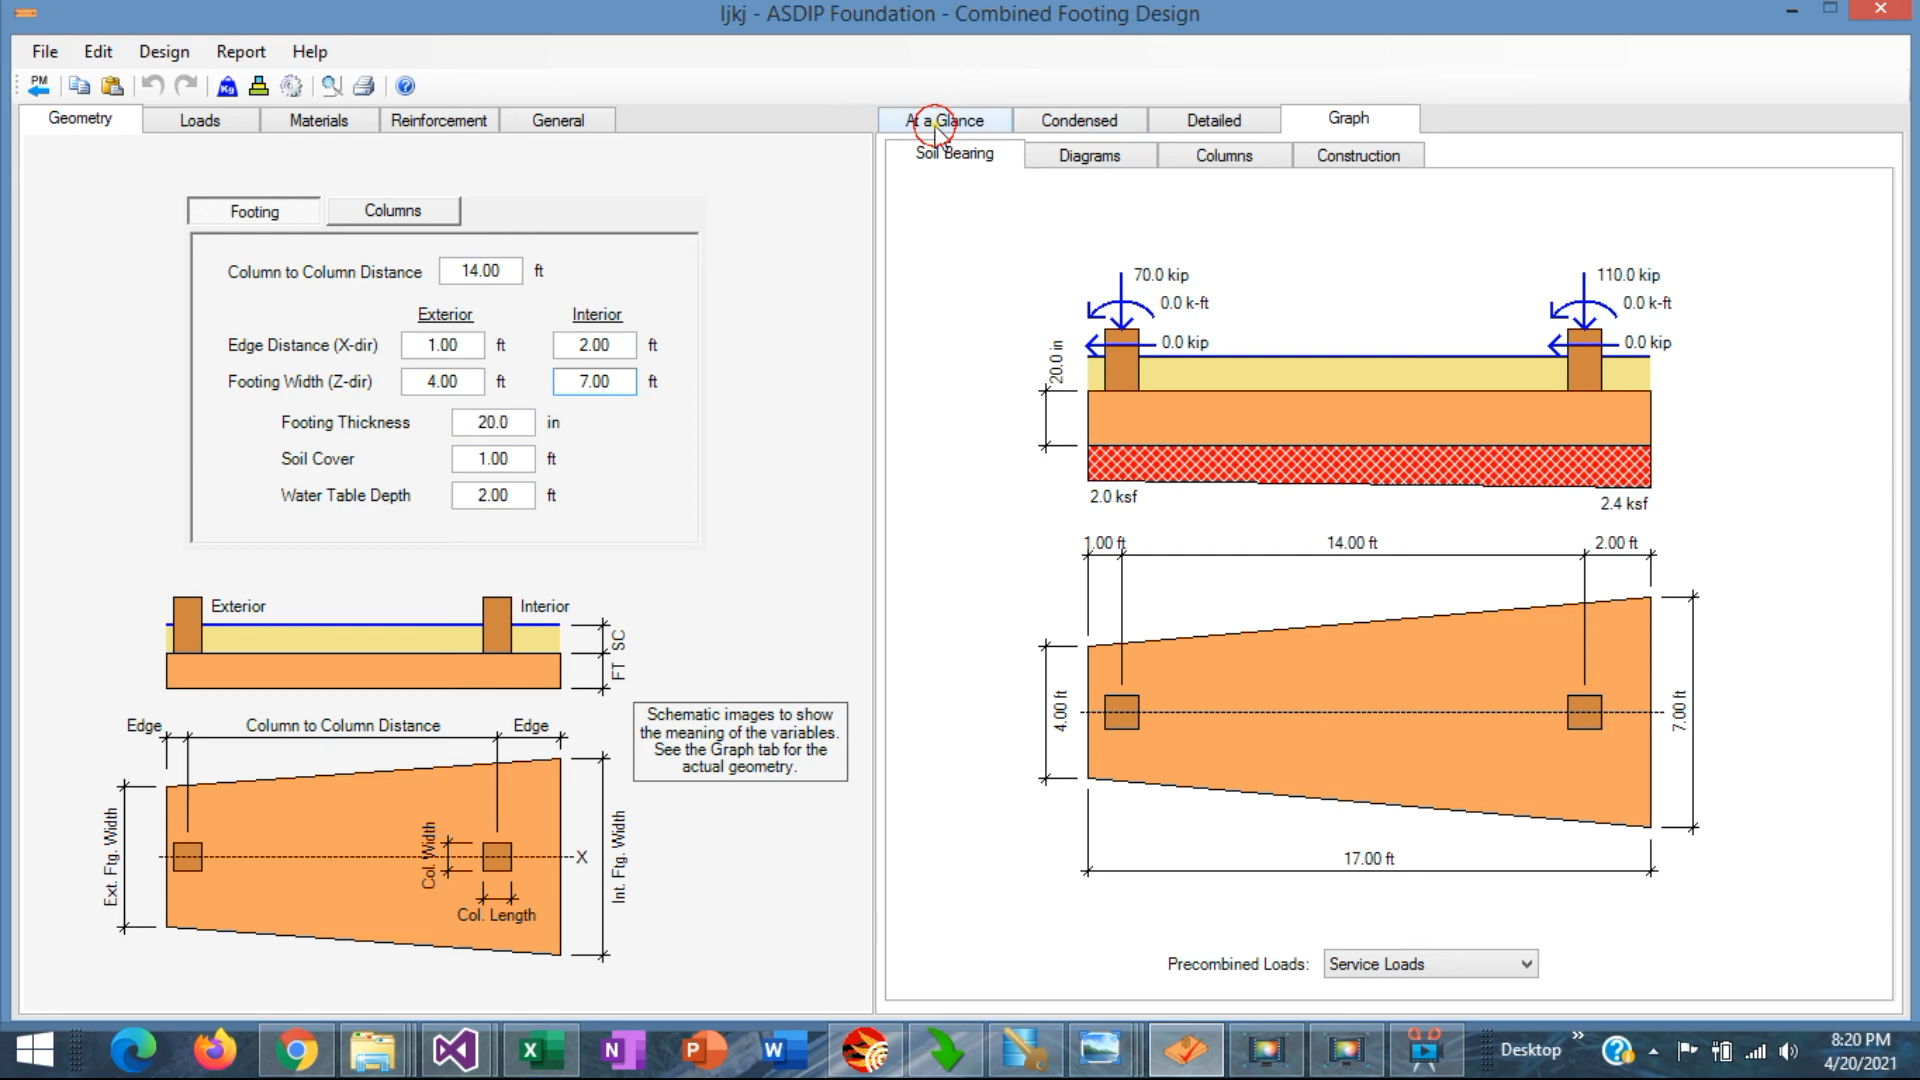 ljkj - ASDIP Foundation - Combined Footing Design
File Edit Design Report Help
PM Kg
Geometry Loads Materials Reinforcement General
At a Glance Condensed Detailed Graph
Soil Bearing Diagrams Columns Construction
Footing Columns
Column to Column Distance 14.00 ft
Exterior Interior
Edge Distance (X-dir) 1.00 ft 2.00 ft
Footing Width (Z-dir) 4.00 ft 7.00 ft
Footing Thickness 20.0 in
Soil Cover 1.00 ft
Water Table Depth 2.00 ft
Exterior Interior
SC
FT
Edge Column to Column Distance Edge
Schematic images to show
the meaning of the variables.
See the Graph tab for the
actual geometry.
Ext. Ftg. Width
Col. Width
X
Int. Ftg. Width
Col. Length
70.0 kip 110.0 kip
0.0 k-ft 0.0 k-ft
0.0 kip 0.0 kip
20.0 in
2.0 ksf
2.4 ksf
1.00 ft 14.00 ft 2.00 ft
4.00 ft
7.00 ft
17.00 ft
Precombined Loads: Service Loads
X N P W
Desktop
8:20 PM
4/20/2021